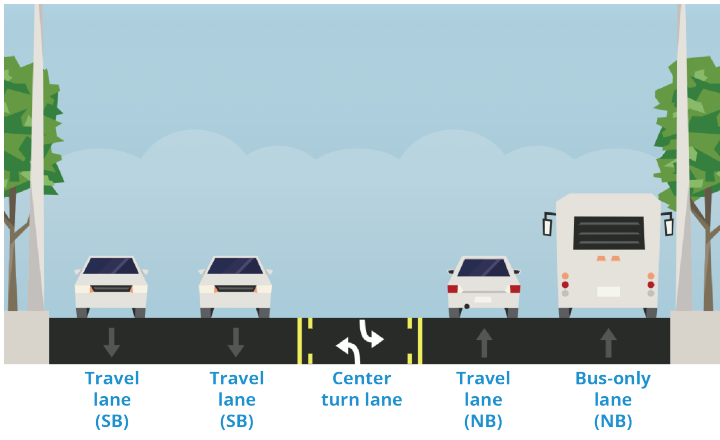 Travel
lane
(SB)
Travel
lane
(SB)
Center
turn lane
Travel
lane
(NB)
Bus-only
lane
(NB)